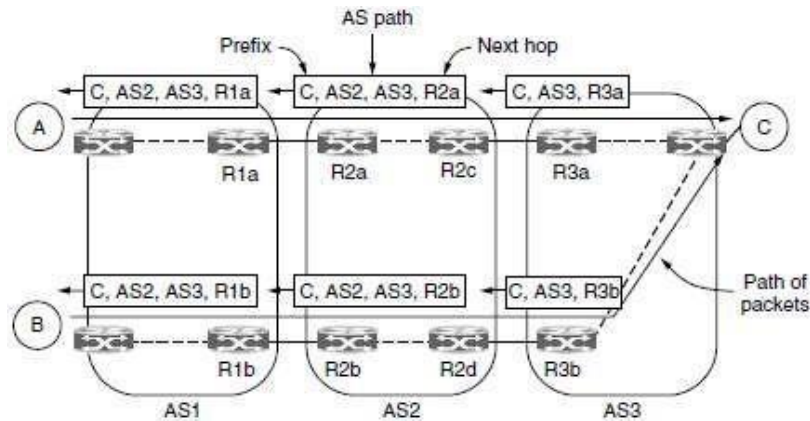 AS path
Prefix
Next hop
C, AS2, AS3, R1a
C, AS2, AS3, R2a
C, AS3, R3a
A
C
R1a
R2a
R2c
R3a
C, AS2, AS3, R1b
C, AS2, AS3, R2b
C, AS3, R3b
Path of
packets
B
R1b
R2b
R2d
R3b
AS1
AS2
AS3